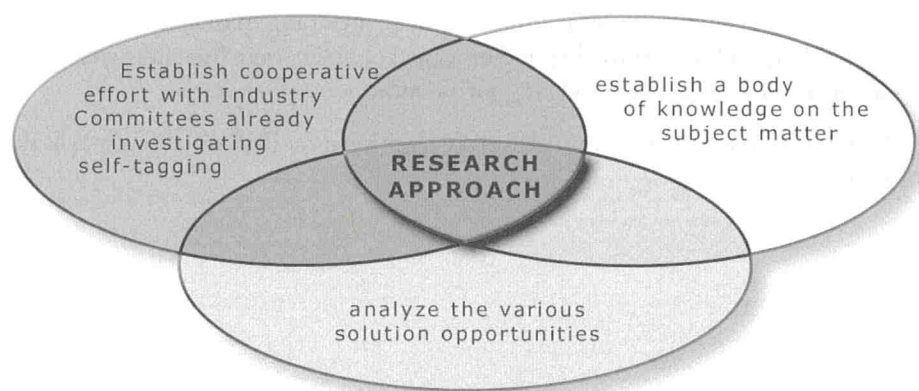 Establish cooperative
effort with Industry
Committees already
investigating
self-tagging
establish a body
of knowledge on the
subject matter
RESEARCH
APPROACH
analyze the various
solution opportunities